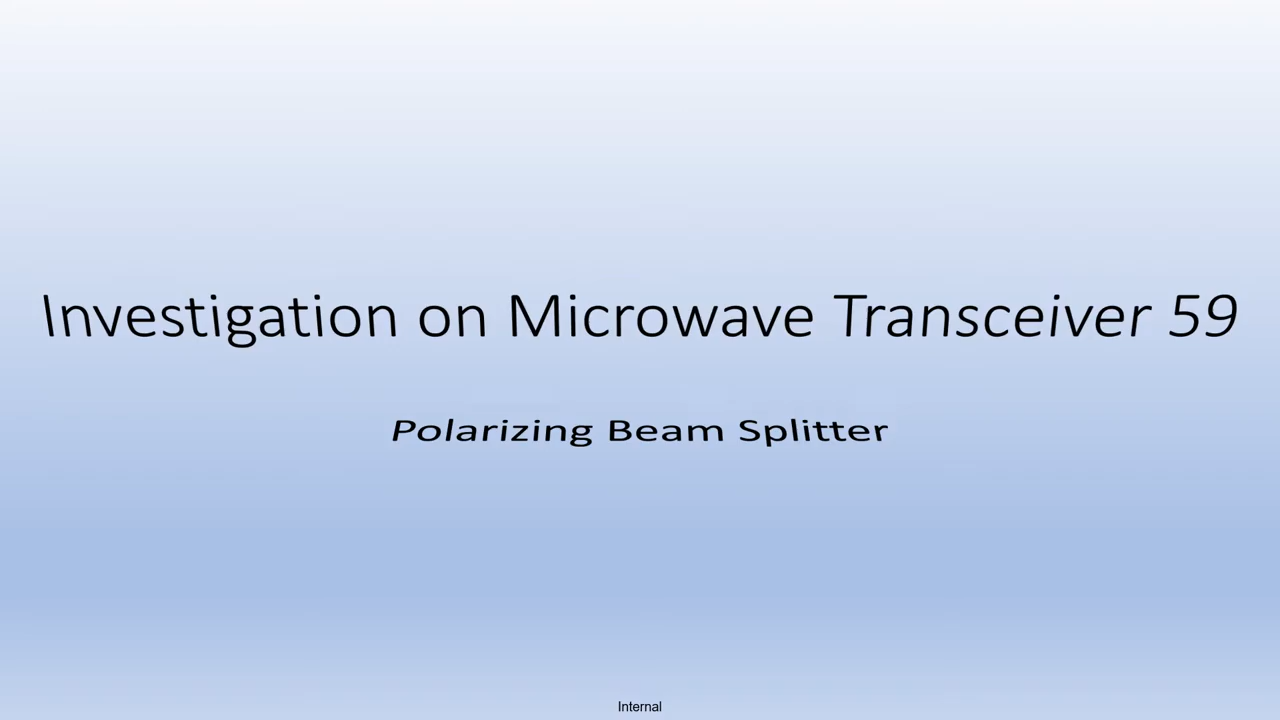 Investigation on Microwave Transceiver 59
Polarizing Beam Splitter
Internal